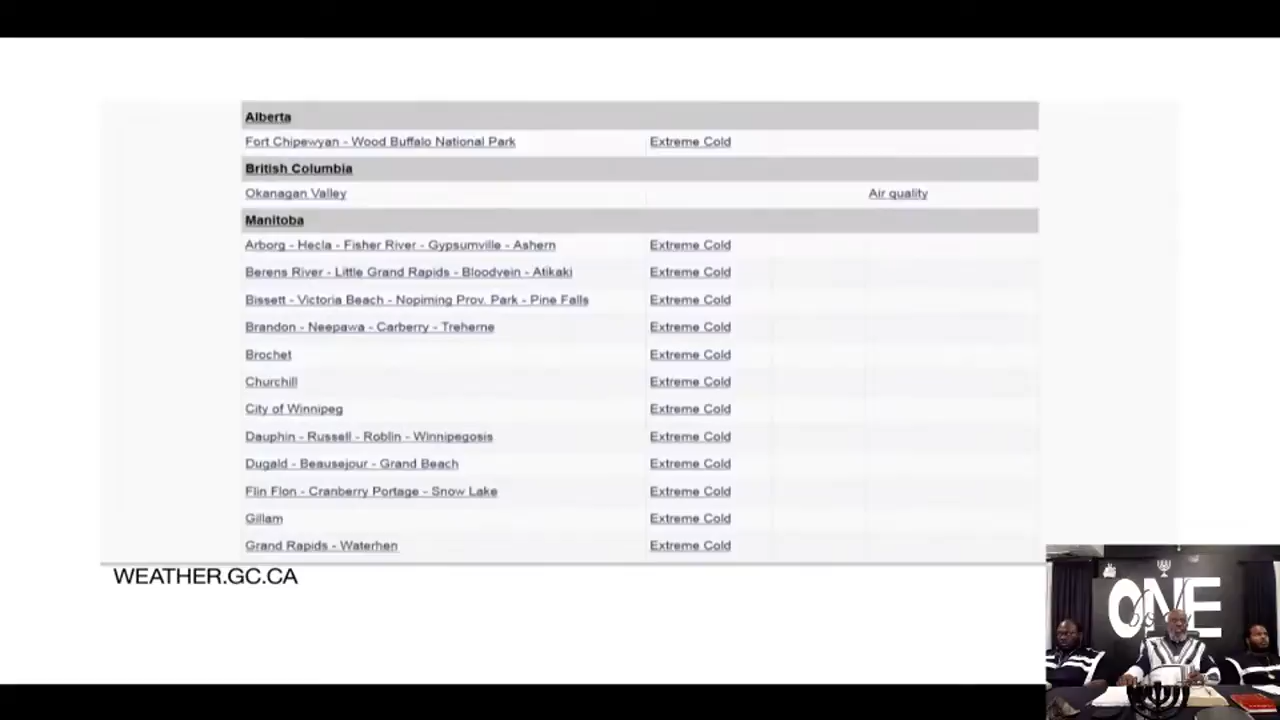 Alberta
Fort Chipewyan - Wood Buffalo National Park Extreme Cold
British Columbia
Okanagan Valley Air quality
Manitoba
Arborg - Hecla - Fisher River - Gypsumville - Ashern Extreme Cold
Berens River - Little Grand Rapids - Bloodvein - Atikaki Extreme Cold
Bissett - Victoria Beach - Nopiming Prov. Park - Pine Falls Extreme Cold
Brandon - Neepawa - Carberry - Treherne Extreme Cold
Brochet Extreme Cold
Churchill Extreme Cold
City of Winnipeg Extreme Cold
Dauphin - Russell - Roblin - Winnipegosis Extreme Cold
Dugald - Beausejour - Grand Beach Extreme Cold
Flin Flon - Cranberry Portage - Snow Lake Extreme Cold
Gillam Extreme Cold
Grand Rapids - Waterhen Extreme Cold
WEATHER.GC.CA
ONE
body